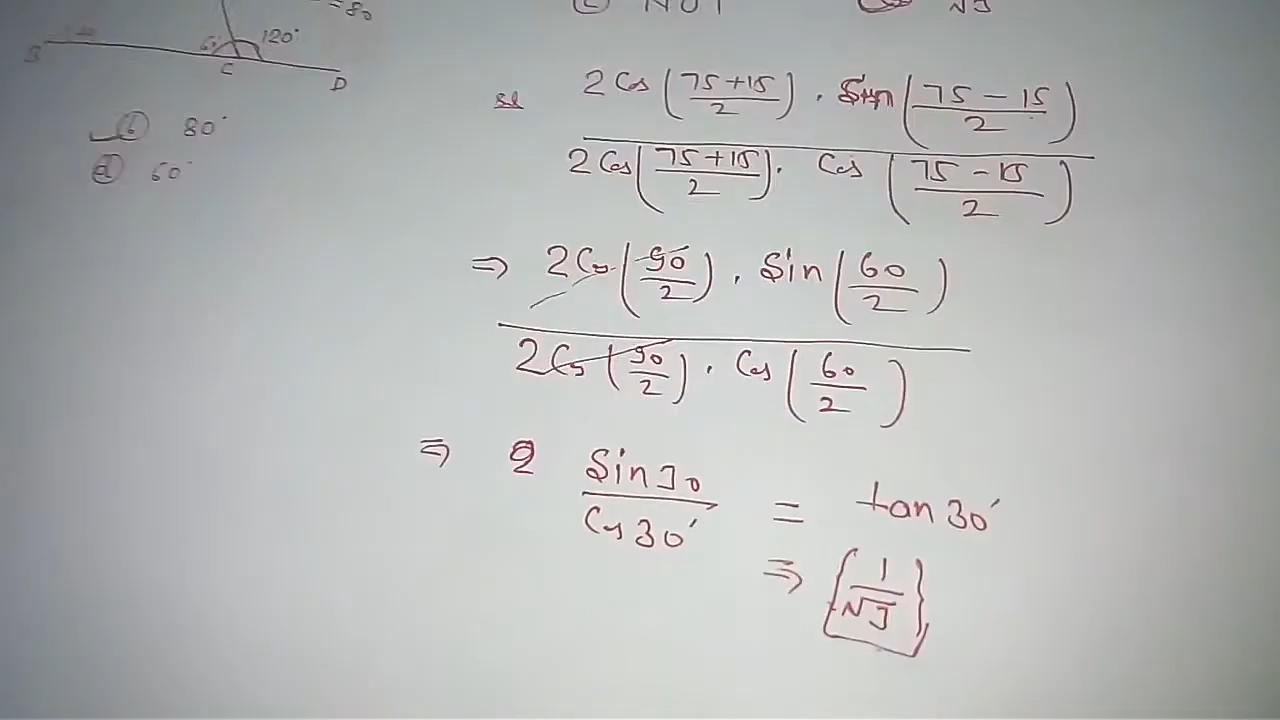 = 80
120°
B
C
D
(b) 80°
(d) 60°
2 Cos (75+15/2) . Sin (75-15/2)
2 Cos (75+15/2) . Cos (75-15/2)
⇒ 2 Cos (90/2) . Sin (60/2)
2 Cos (90/2) . Cos (60/2)
⇒ Sin 30 / Cos 30° = tan 30°
⇒ {1/√3}